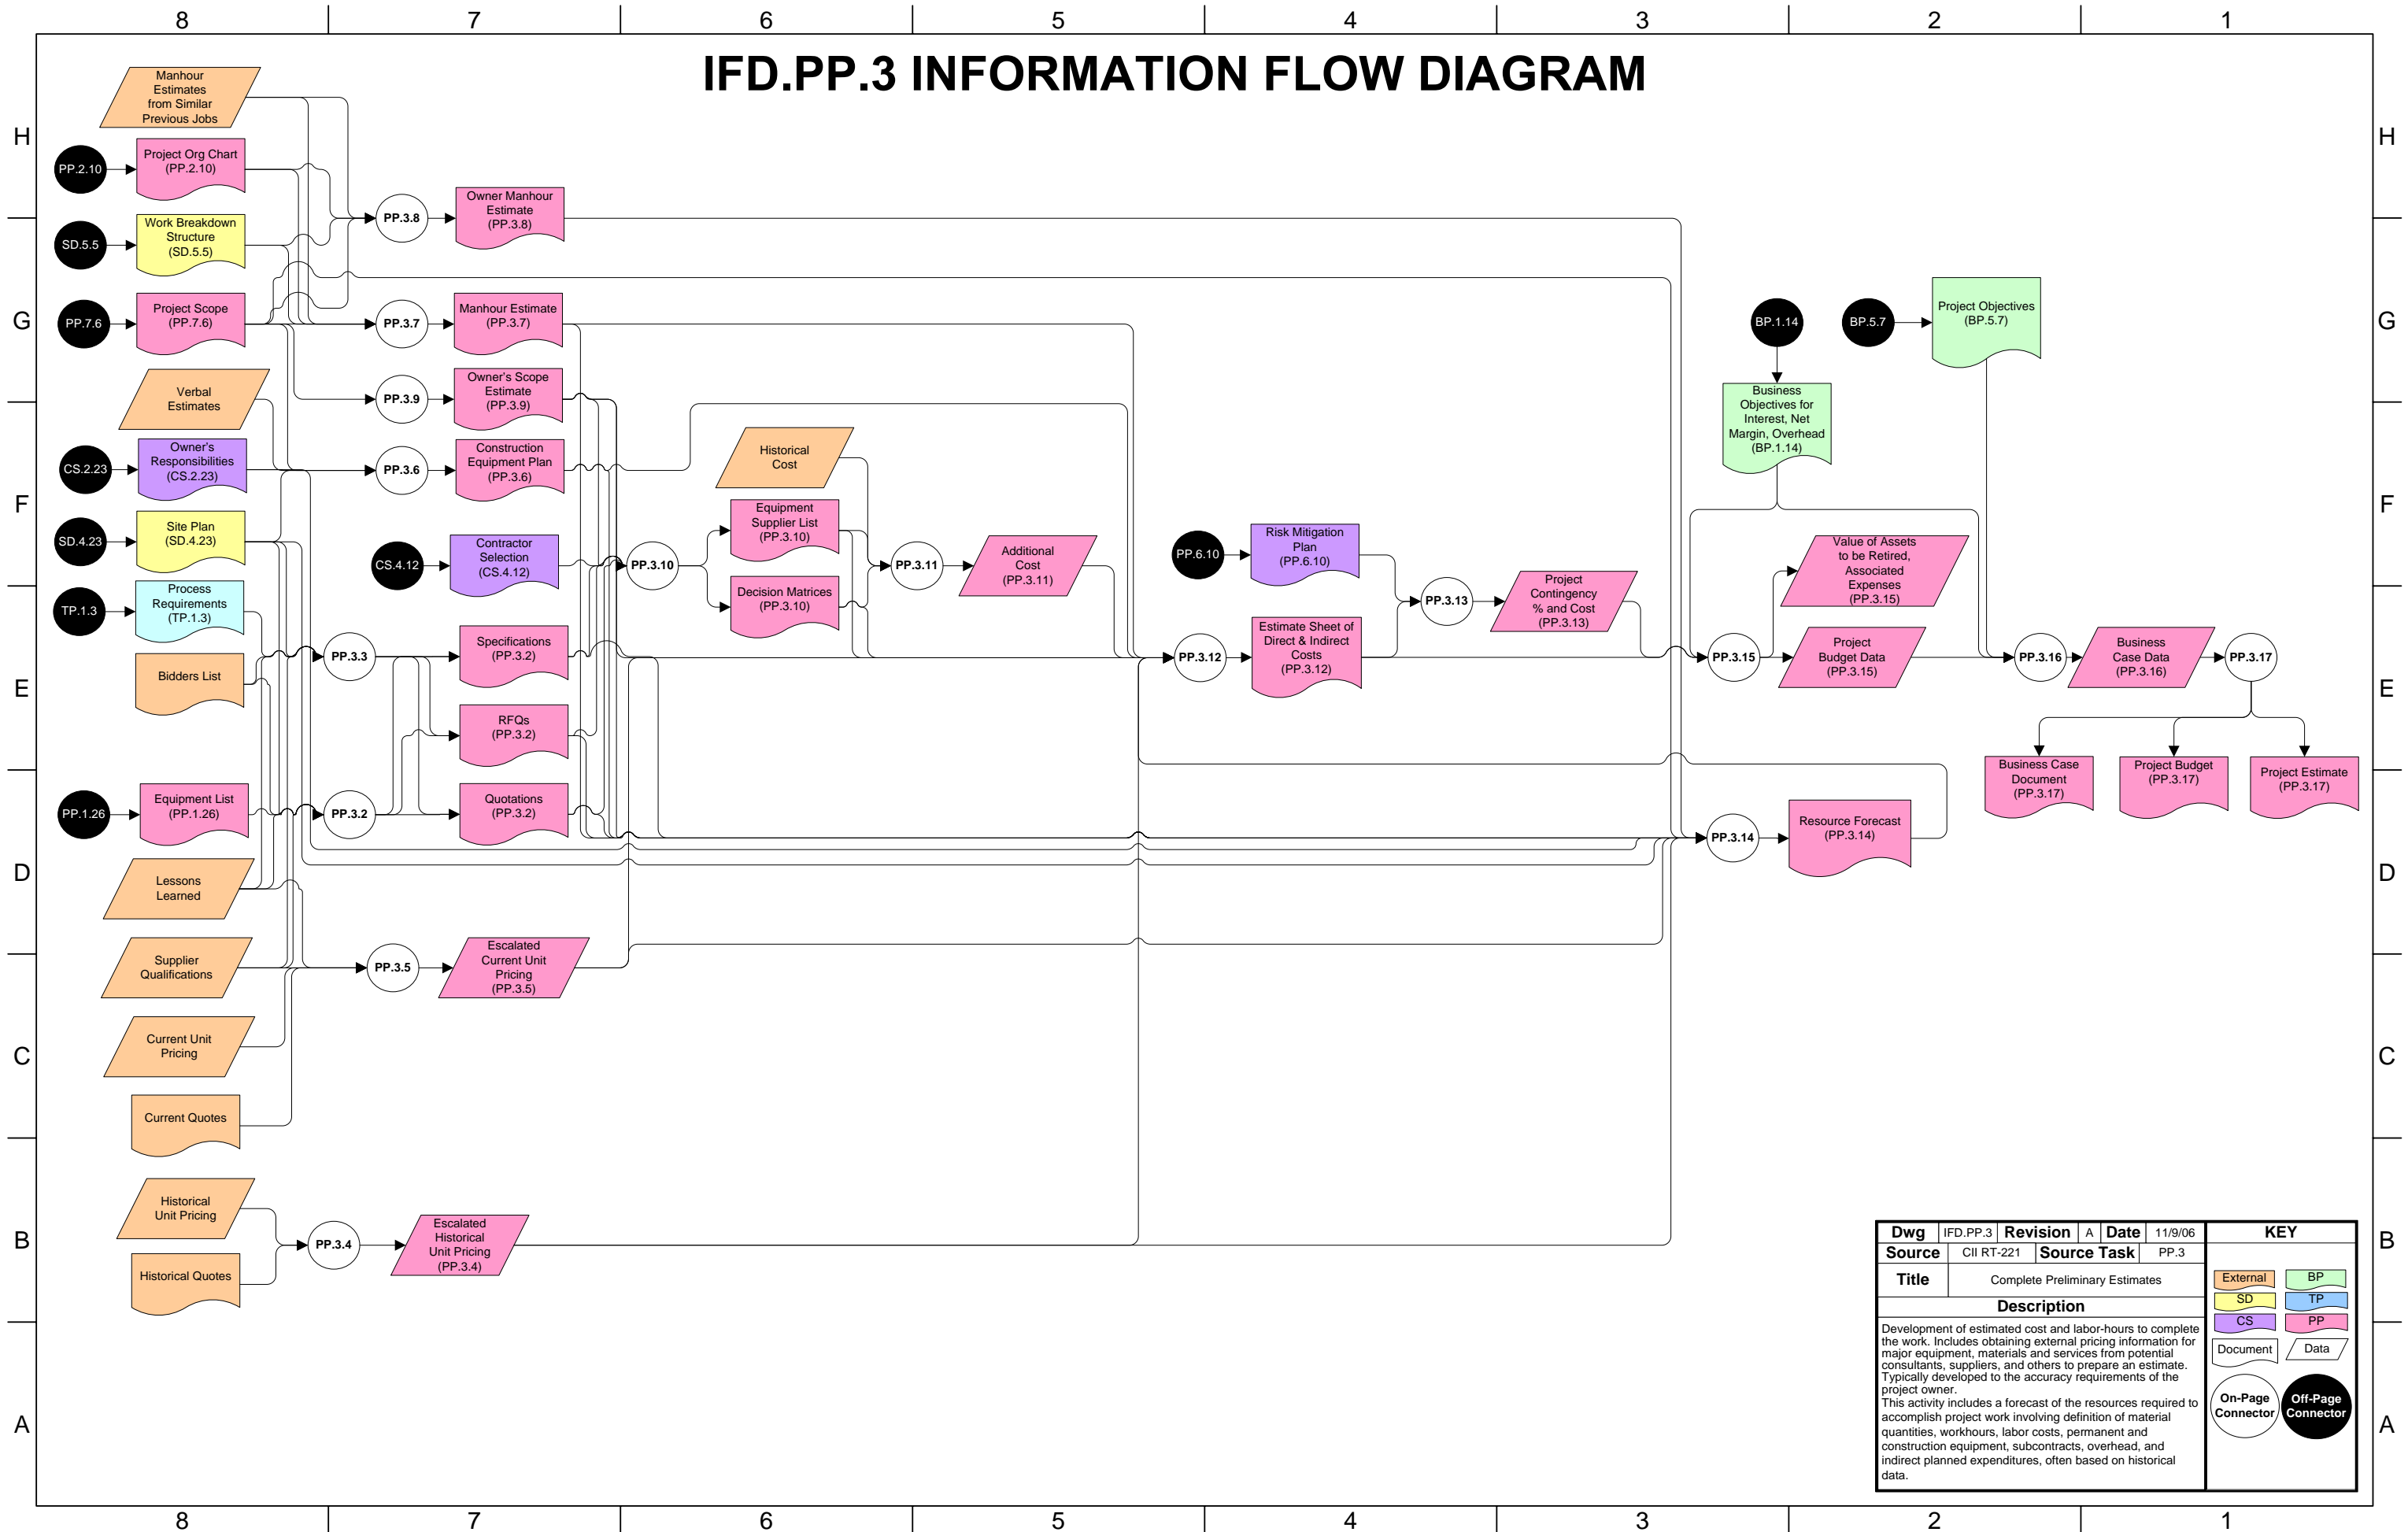 8 7 6 5 4 3 2 1
IFD.PP.3 INFORMATION FLOW DIAGRAM
H
H
G
G
F
F
E
E
D
D
C
C
B
B
A
A
Manhour
Estimates
from Similar
Previous Jobs
PP.2.10
Project Org Chart
(PP.2.10)
SD.5.5
Work Breakdown
Structure
(SD.5.5)
PP.7.6
Project Scope
(PP.7.6)
Verbal
Estimates
CS.2.23
Owner's
Responsibilities
(CS.2.23)
SD.4.23
Site Plan
(SD.4.23)
TP.1.3
Process
Requirements
(TP.1.3)
Bidders List
PP.1.26
Equipment List
(PP.1.26)
Lessons
Learned
Supplier
Qualifications
Current Unit
Pricing
Current Quotes
Historical
Unit Pricing
Historical Quotes
PP.3.8
Owner Manhour
Estimate
(PP.3.8)
PP.3.7
Manhour Estimate
(PP.3.7)
PP.3.9
Owner's Scope
Estimate
(PP.3.9)
PP.3.6
Construction
Equipment Plan
(PP.3.6)
CS.4.12
Contractor
Selection
(CS.4.12)
PP.3.3
Specifications
(PP.3.2)
RFQs
(PP.3.2)
PP.3.2
Quotations
(PP.3.2)
PP.3.5
Escalated
Current Unit
Pricing
(PP.3.5)
PP.3.4
Escalated
Historical
Unit Pricing
(PP.3.4)
PP.3.10
Historical
Cost
Equipment
Supplier List
(PP.3.10)
Decision Matrices
(PP.3.10)
PP.3.11
Additional
Cost
(PP.3.11)
PP.3.12
PP.6.10
Risk Mitigation
Plan
(PP.6.10)
Estimate Sheet of
Direct & Indirect
Costs
(PP.3.12)
PP.3.13
Project
Contingency
% and Cost
(PP.3.13)
BP.1.14
Business
Objectives for
Interest, Net
Margin, Overhead
(BP.1.14)
BP.5.7
Project Objectives
(BP.5.7)
PP.3.15
Value of Assets
to be Retired,
Associated
Expenses
(PP.3.15)
Project
Budget Data
(PP.3.15)
PP.3.14
Resource Forecast
(PP.3.14)
PP.3.16
Business
Case Data
(PP.3.16)
PP.3.17
Business Case
Document
(PP.3.17)
Project Budget
(PP.3.17)
Project Estimate
(PP.3.17)
Dwg IFD.PP.3 Revision A Date 11/9/06
Source CII RT-221 Source Task PP.3
Title Complete Preliminary Estimates
Description
Development of estimated cost and labor-hours to complete
the work. Includes obtaining external pricing information for
major equipment, materials and services from potential
consultants, suppliers, and others to prepare an estimate.
Typically developed to the accuracy requirements of the
project owner.
This activity includes a forecast of the resources required to
accomplish project work involving definition of material
quantities, workhours, labor costs, permanent and
construction equipment, subcontracts, overhead, and
indirect planned expenditures, often based on historical
data.
KEY
External BP
SD TP
CS PP
Document Data
On-Page
Connector
Off-Page
Connector
8 7 6 5 4 3 2 1